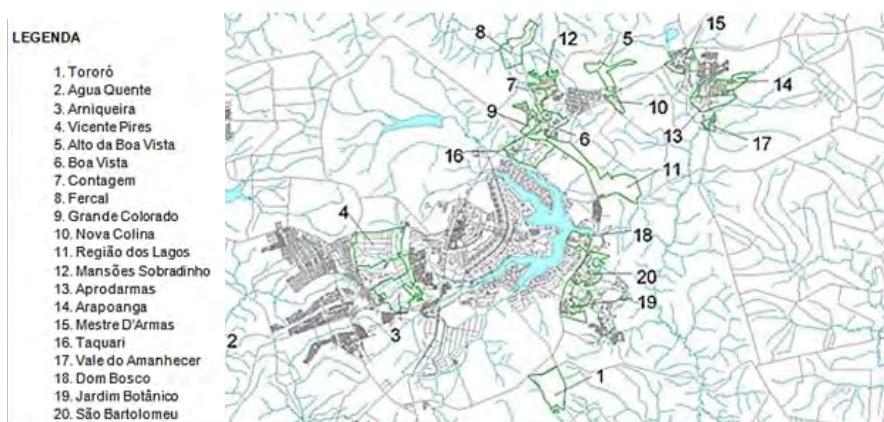 LEGENDA
1. Tororó
2. Agua Quente
3. Arniqueira
4. Vicente Pires
5. Alto da Boa Vista
6. Boa Vista
7. Contagem
8. Fercal
9. Grande Colorado
10. Nova Colina
11. Região dos Lagos
12. Mansões Sobradinho
13. Aprodarmas
14. Arapoanga
15. Mestre D'Armas
16. Taquari
17. Vale do Amanhecer
18. Dom Bosco
19. Jardim Botânico
20. São Bartolomeu
8
12
5
15
7
14
9
10
6
13
17
16
11
4
18
20
19
3
2
1